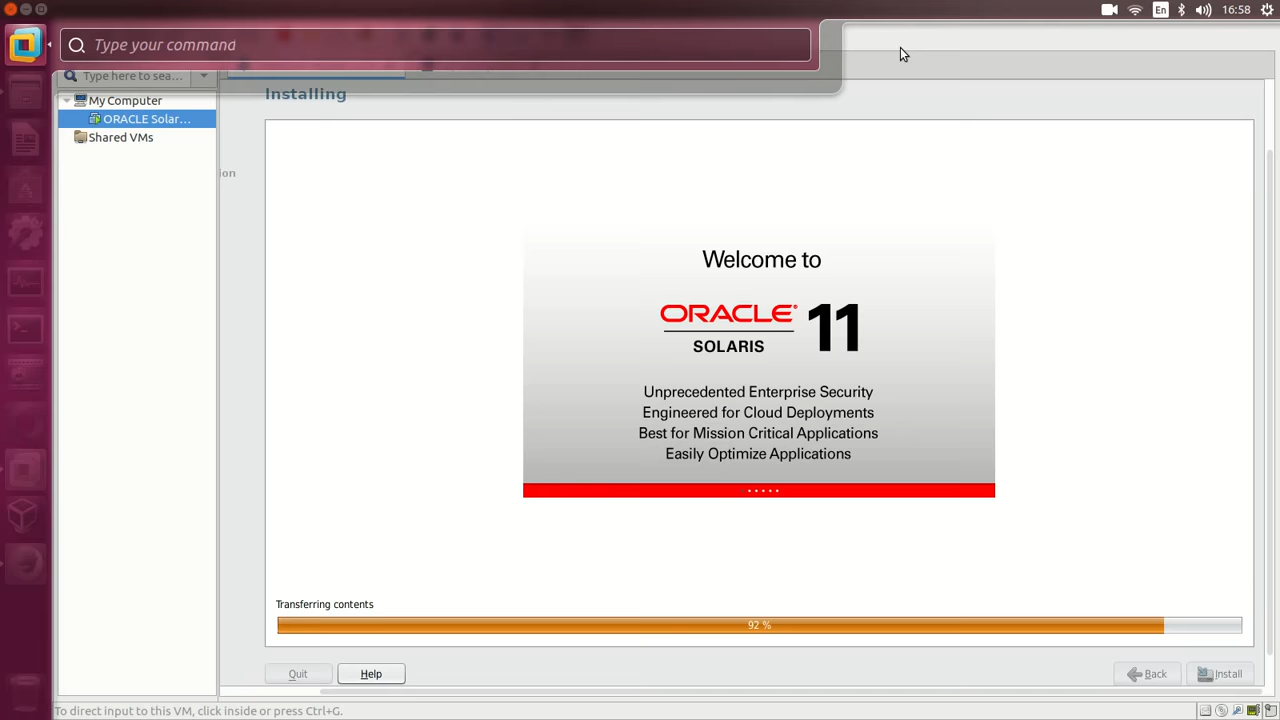 En
16:58
Type your command
Type here to sea...
My Computer
ORACLE Solar...
Shared VMs
ion
Installing
Welcome to
ORACLE® 11
SOLARIS
Unprecedented Enterprise Security
Engineered for Cloud Deployments
Best for Mission Critical Applications
Easily Optimize Applications
Transferring contents
92 %
Quit
Help
Back
Install
To direct input to this VM, click inside or press Ctrl+G.